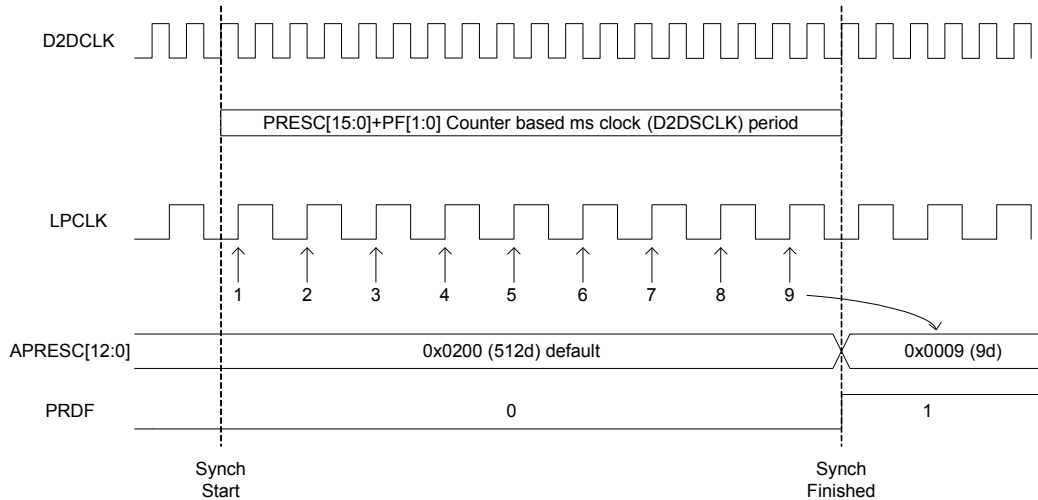 D2DCLK
PRESC[15:0]+PF[1:0] Counter based ms clock (D2DSCLK) period
LPCLK
1 2 3 4 5 6 7 8 9
APRESC[12:0] 0x0200 (512d) default 0x0009 (9d)
PRDF 0 1
Synch Start
Synch Finished